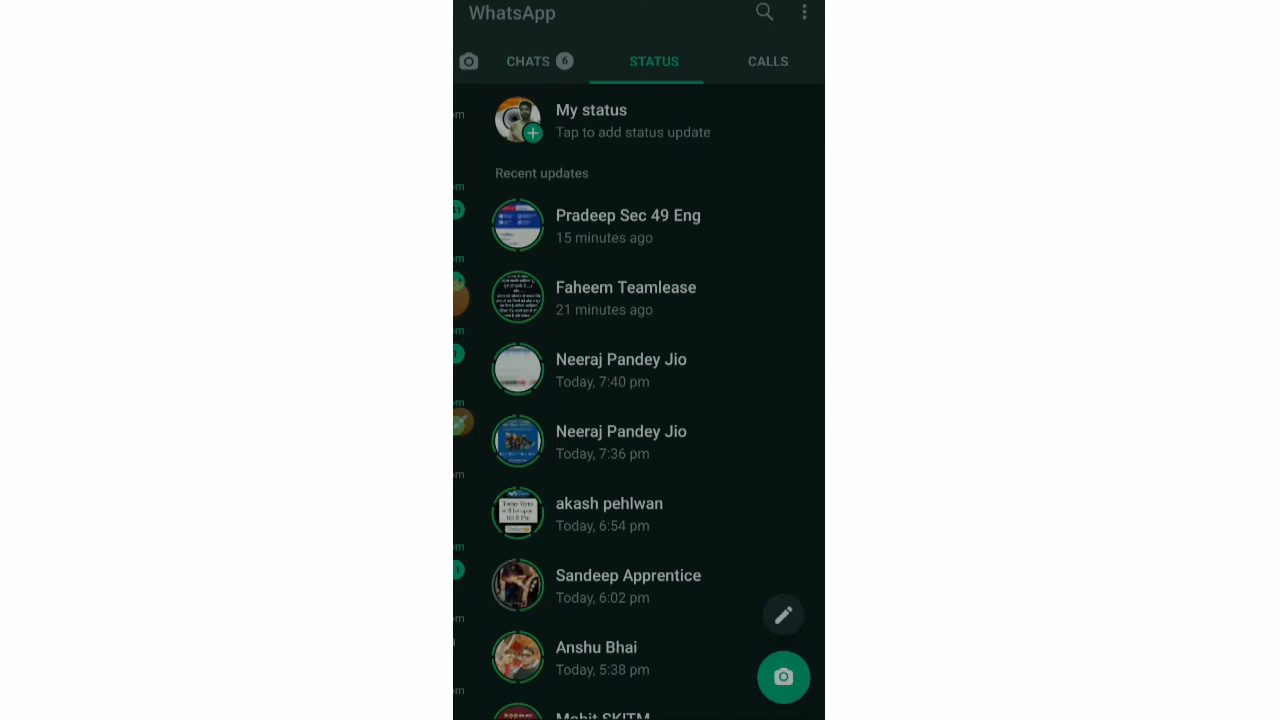 WhatsApp
CHATS 6 STATUS CALLS
My status
Tap to add status update
Recent updates
Pradeep Sec 49 Eng
15 minutes ago
Faheem Teamlease
21 minutes ago
Neeraj Pandey Jio
Today, 7:40 pm
Neeraj Pandey Jio
Today, 7:36 pm
akash pehlwan
Today, 6:54 pm
Sandeep Apprentice
Today, 6:02 pm
Anshu Bhai
Today, 5:38 pm
Mohit SKITM